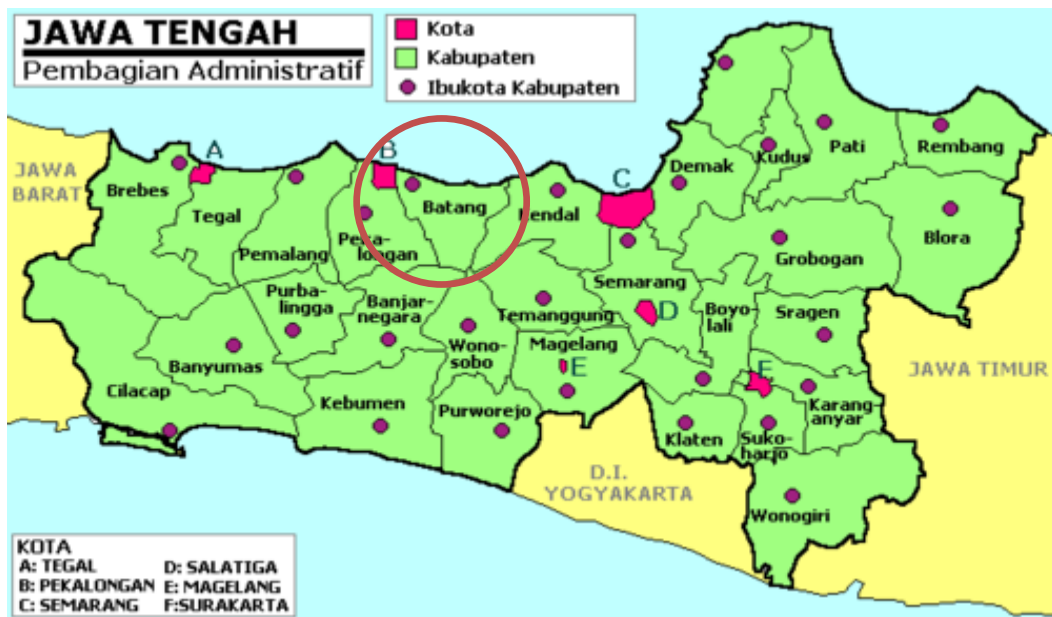 JAWA TENGAH
Pembagian Administratif
Kota
Kabupaten
Ibukota Kabupaten
JAWA
BARAT
Brebes
A
Tegal
Pemalang
B
Peka-
longan
Batang
Kendal
C
Demak
Kudus
Pati
Rembang
Blora
Grobogan
Semarang
D
Boyo-
lali
Sragen
Purba-
lingga
Banjar-
negara
Wono-
sobo
Temanggung
Magelang
E
F
Karang-
anyar
JAWA TIMUR
Cilacap
Banyumas
Kebumen
Purworejo
Klaten
Suko-
harjo
Wonogiri
D.I.
YOGYAKARTA
KOTA
A: TEGAL D: SALATIGA
B: PEKALONGAN E: MAGELANG
C: SEMARANG F:SURAKARTA